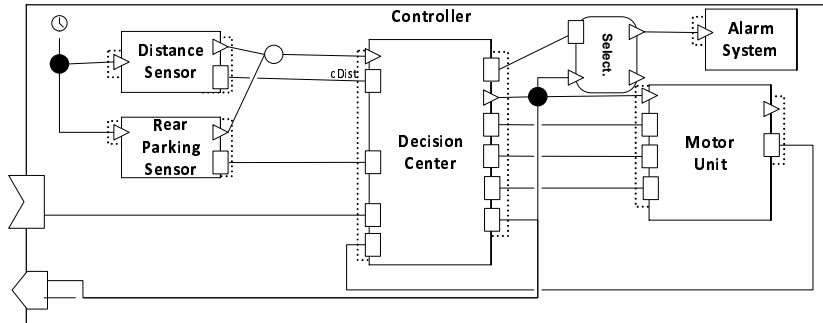 Controller
Distance
Sensor
cDist
Rear
Parking
Sensor
Decision
Center
Select.
Alarm
System
Motor
Unit